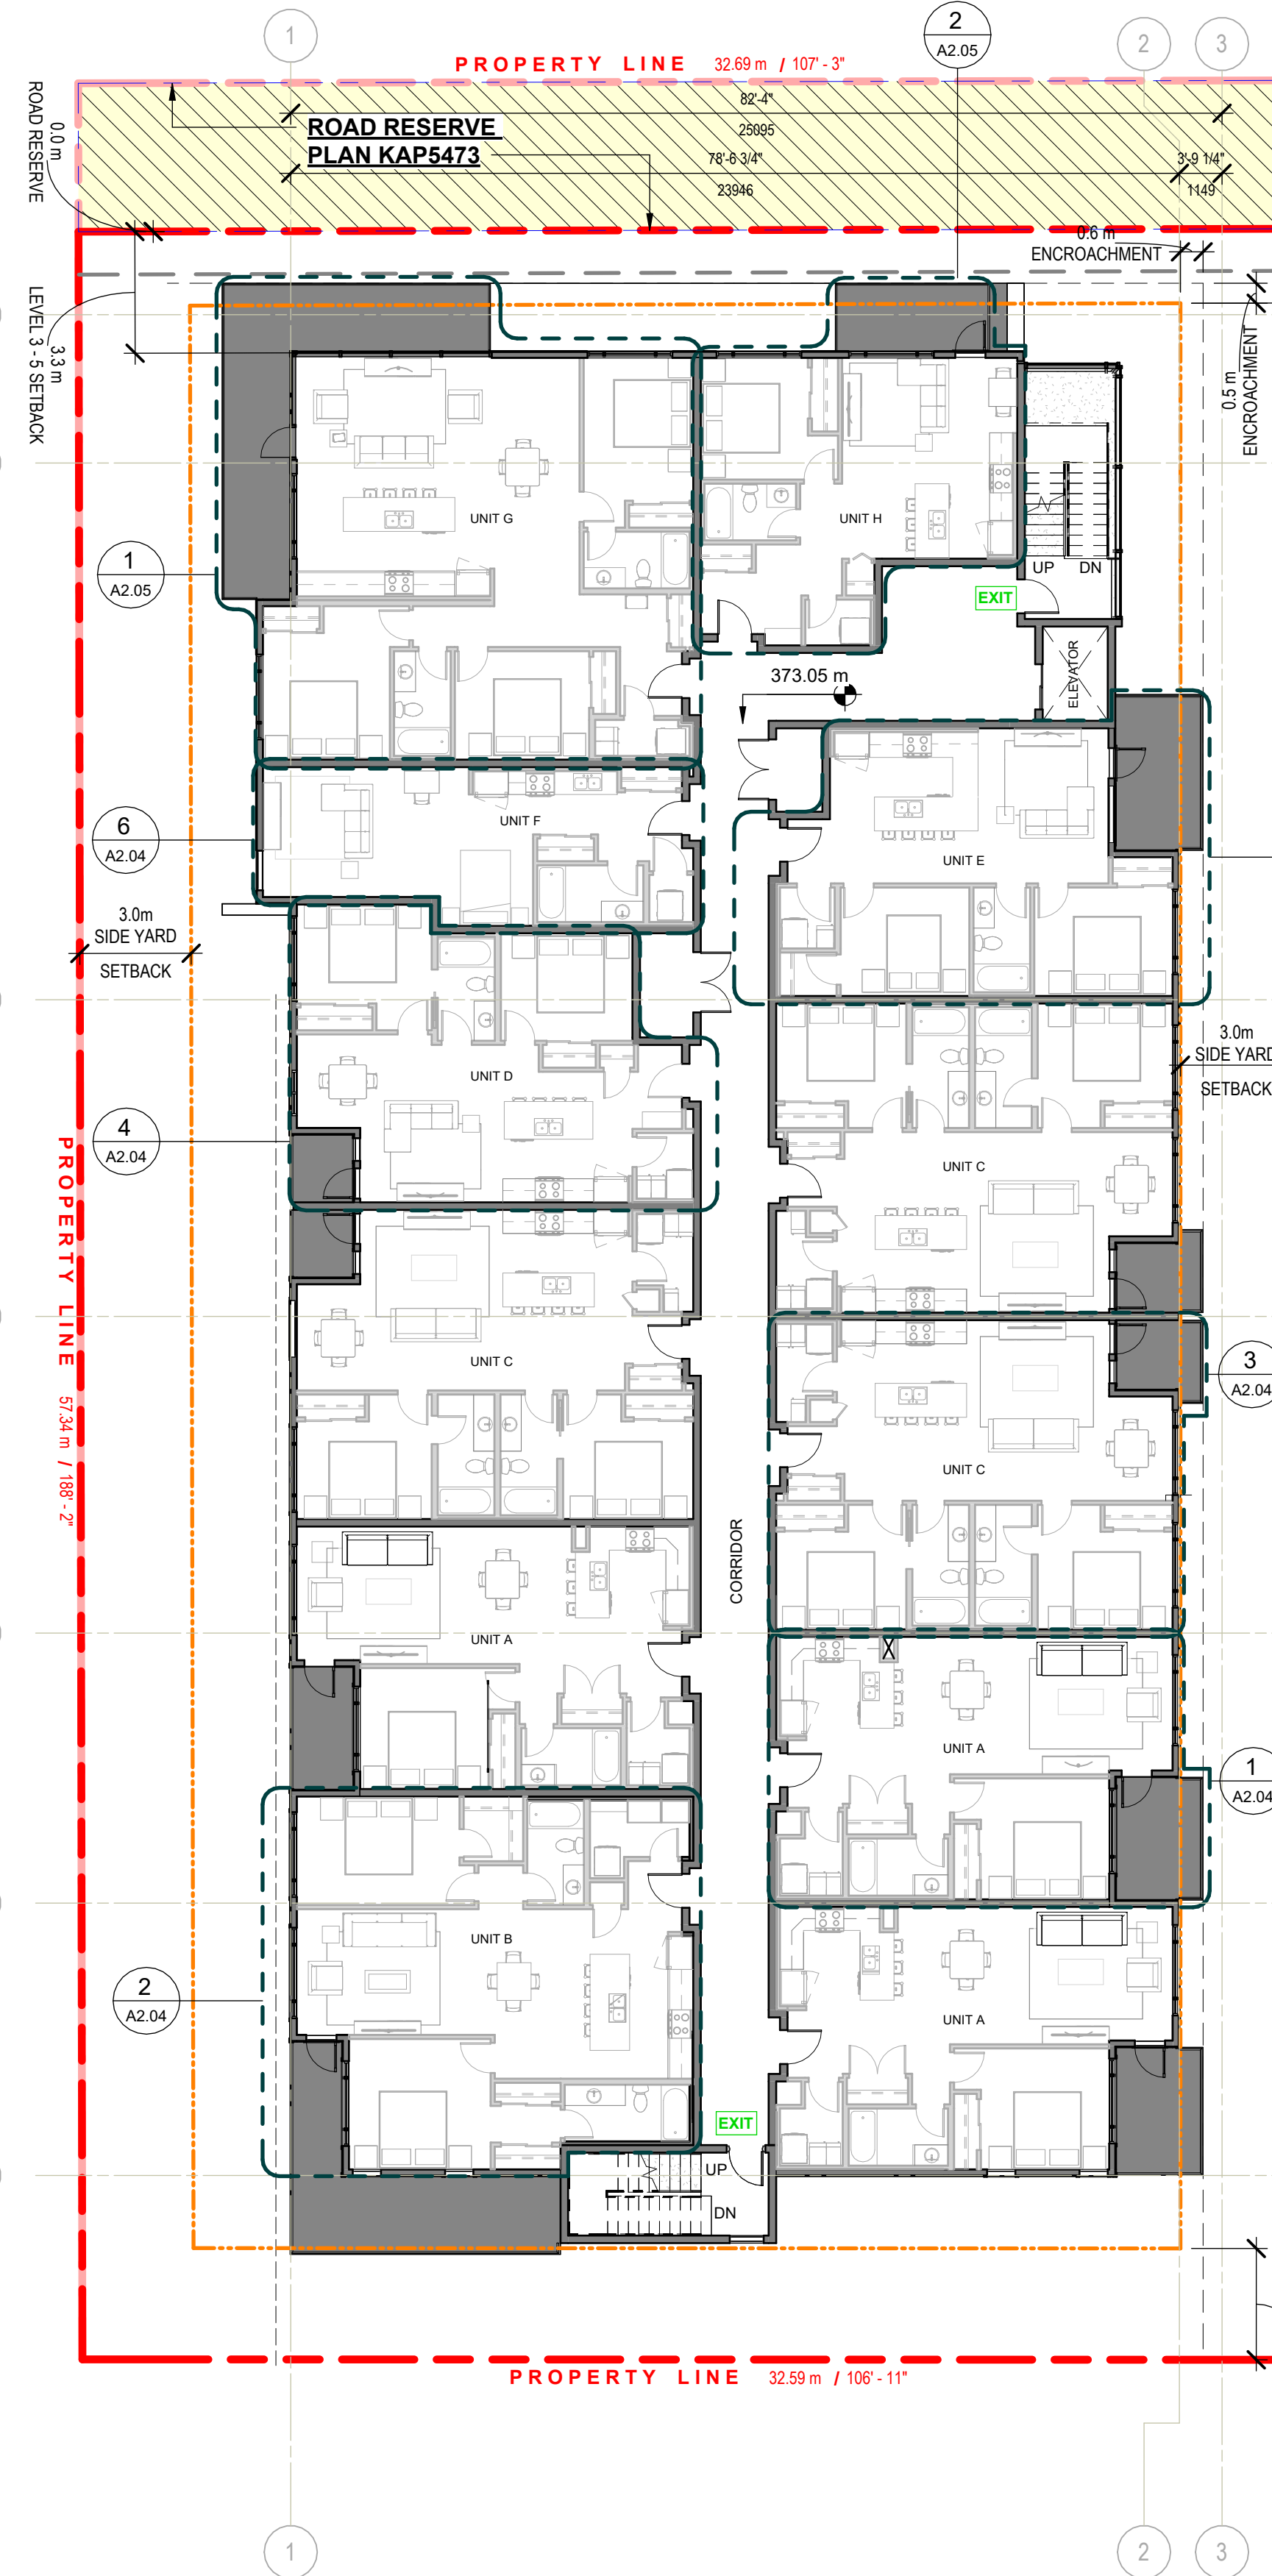 1
2
A2.05
2
3
PROPERTY LINE 32.69 m / 107' - 3"
82'-4"
25095
ROAD RESERVE
PLAN KAP5473
78'-6 3/4"
23946
3'-9 1/4"
1149
ROAD RESERVE
0.0 m
0.6 m
ENCROACHMENT
0.5 m
ENCROACHMENT
LEVEL 3 - 5 SETBACK
3.3 m
UNIT G
UNIT H
1
A2.05
UP
DN
EXIT
ELEVATOR
373.05 m
6
A2.04
UNIT F
UNIT E
3.0m
SIDE YARD
SETBACK
3.0m
SIDE YARD
SETBACK
UNIT D
4
A2.04
UNIT C
PROPERTY LINE 57.34 m / 188' - 2"
UNIT C
3
A2.04
UNIT C
CORRIDOR
UNIT A
UNIT A
1
A2.04
UNIT B
2
A2.04
UNIT A
EXIT
UP
DN
PROPERTY LINE 32.59 m / 106' - 11"
1
2
3